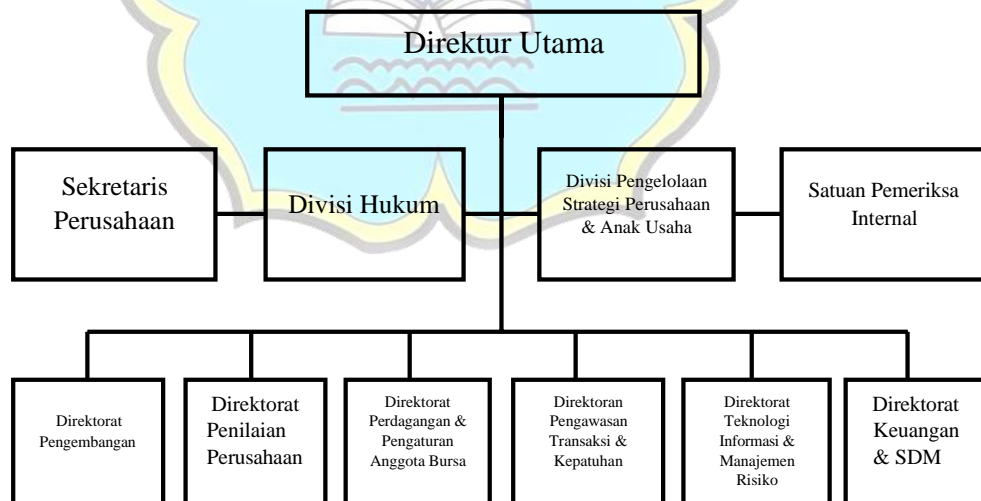 Direktur Utama
Sekretaris
Perusahaan
Divisi Hukum
Divisi Pengelolaan
Strategi Perusahaan
& Anak Usaha
Satuan Pemeriksa
Internal
Direktorat
Pengembangan
Direktorat
Penilaian
Perusahaan
Direktorat
Perdagangan &
Pengaturan
Anggota Bursa
Direktoran
Pengawasan
Transaksi &
Kepatuhan
Direktorat
Teknologi
Informasi &
Manajemen
Risiko
Direktorat
Keuangan
& SDM